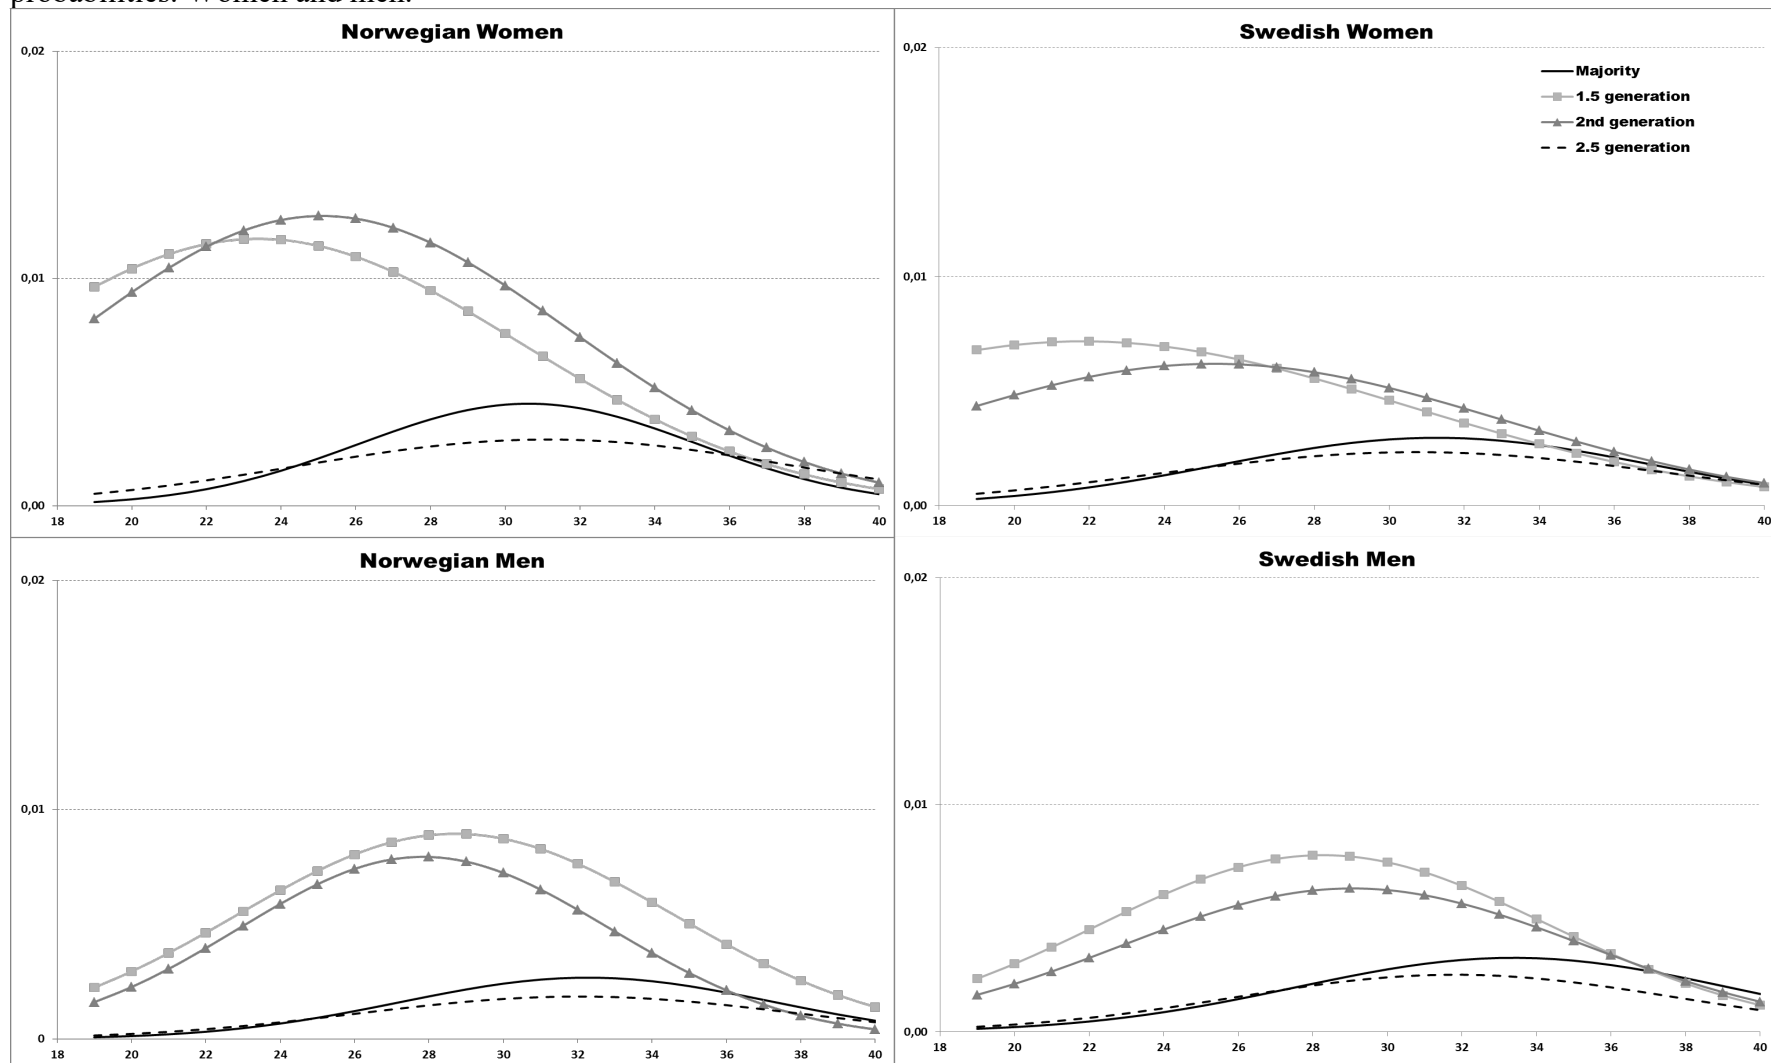 probabilities. Women and men.
Norwegian Women
0,02
0,01
0,00
18 20 22 24 26 28 30 32 34 36 38 40
Swedish Women
0,02
Majority
1.5 generation
2nd generation
2.5 generation
0,01
0,00
18 20 22 24 26 28 30 32 34 36 38 40
Norwegian Men
0,02
0,01
0
18 20 22 24 26 28 30 32 34 36 38 40
Swedish Men
0,02
0,01
0,00
18 20 22 24 26 28 30 32 34 36 38 40